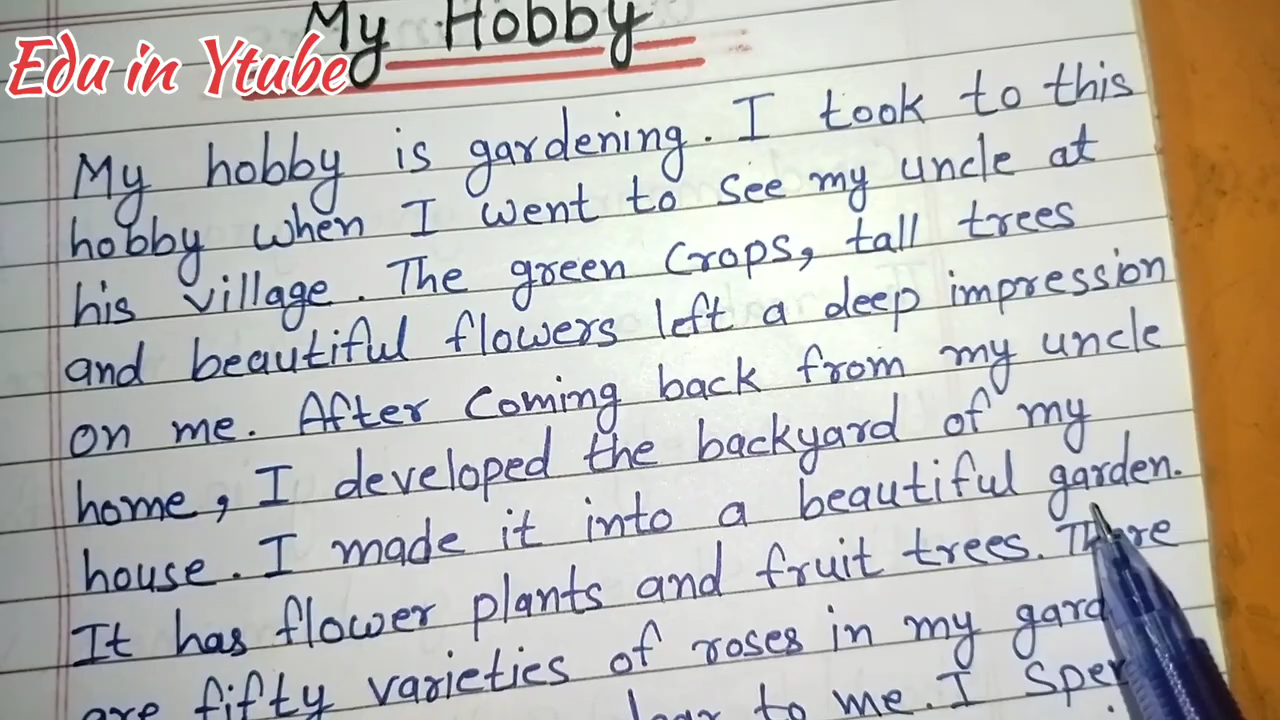 My Hobby
Edu in Ytube
My hobby is gardening. I took to this
hobby when I went to see my uncle at
his village. The green crops, tall trees
and beautiful flowers left a deep impression
on me. After coming back from my uncle
home, I developed the backyard of my
house. I made it into a beautiful garden.
It has flower plants and fruit trees. There
are fifty varieties of roses in my gard
to me. I Spe